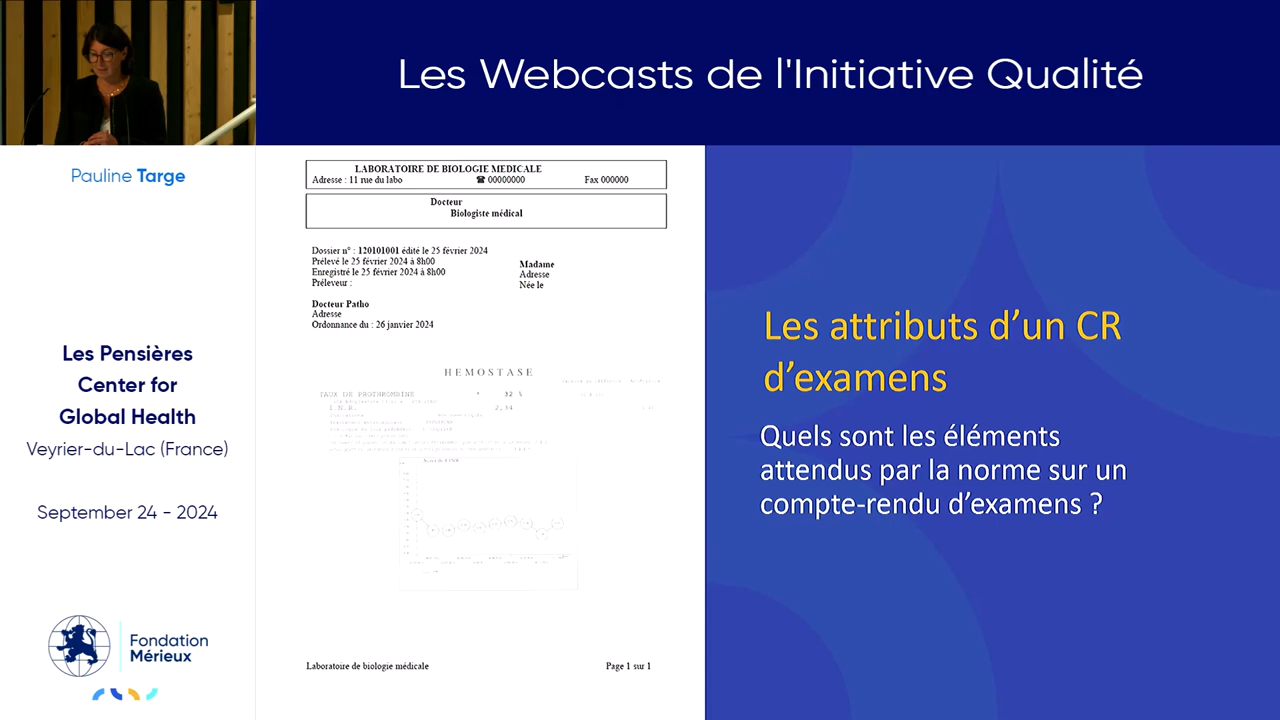 Les Webcasts de l'Initiative Qualité
Pauline Targe
Les Pensières
Center for
Global Health
Veyrier-du-Lac (France)
September 24 - 2024
Fondation
Mérieux
LABORATOIRE DE BIOLOGIE MEDICALE
Adresse : 11 rue du labo ☎ 00000000 Fax 000000
Docteur
Biologiste médical
Dossier n° : 120101001 édité le 25 février 2024
Prélevé le 25 février 2024 à 8h00
Enregistré le 25 février 2024 à 8h00
Préleveur :
Madame
Adresse
Née le
Docteur Patho
Adresse
Ordonnance du : 26 janvier 2024
HEMOSTASE
TAUX DE PROTHROMBINE * 32 %
I.N.R. 2,34
Laboratoire de biologie médicale Page 1 sur 1
Les attributs d’un CR
d’examens
Quels sont les éléments
attendus par la norme sur un
compte-rendu d’examens ?